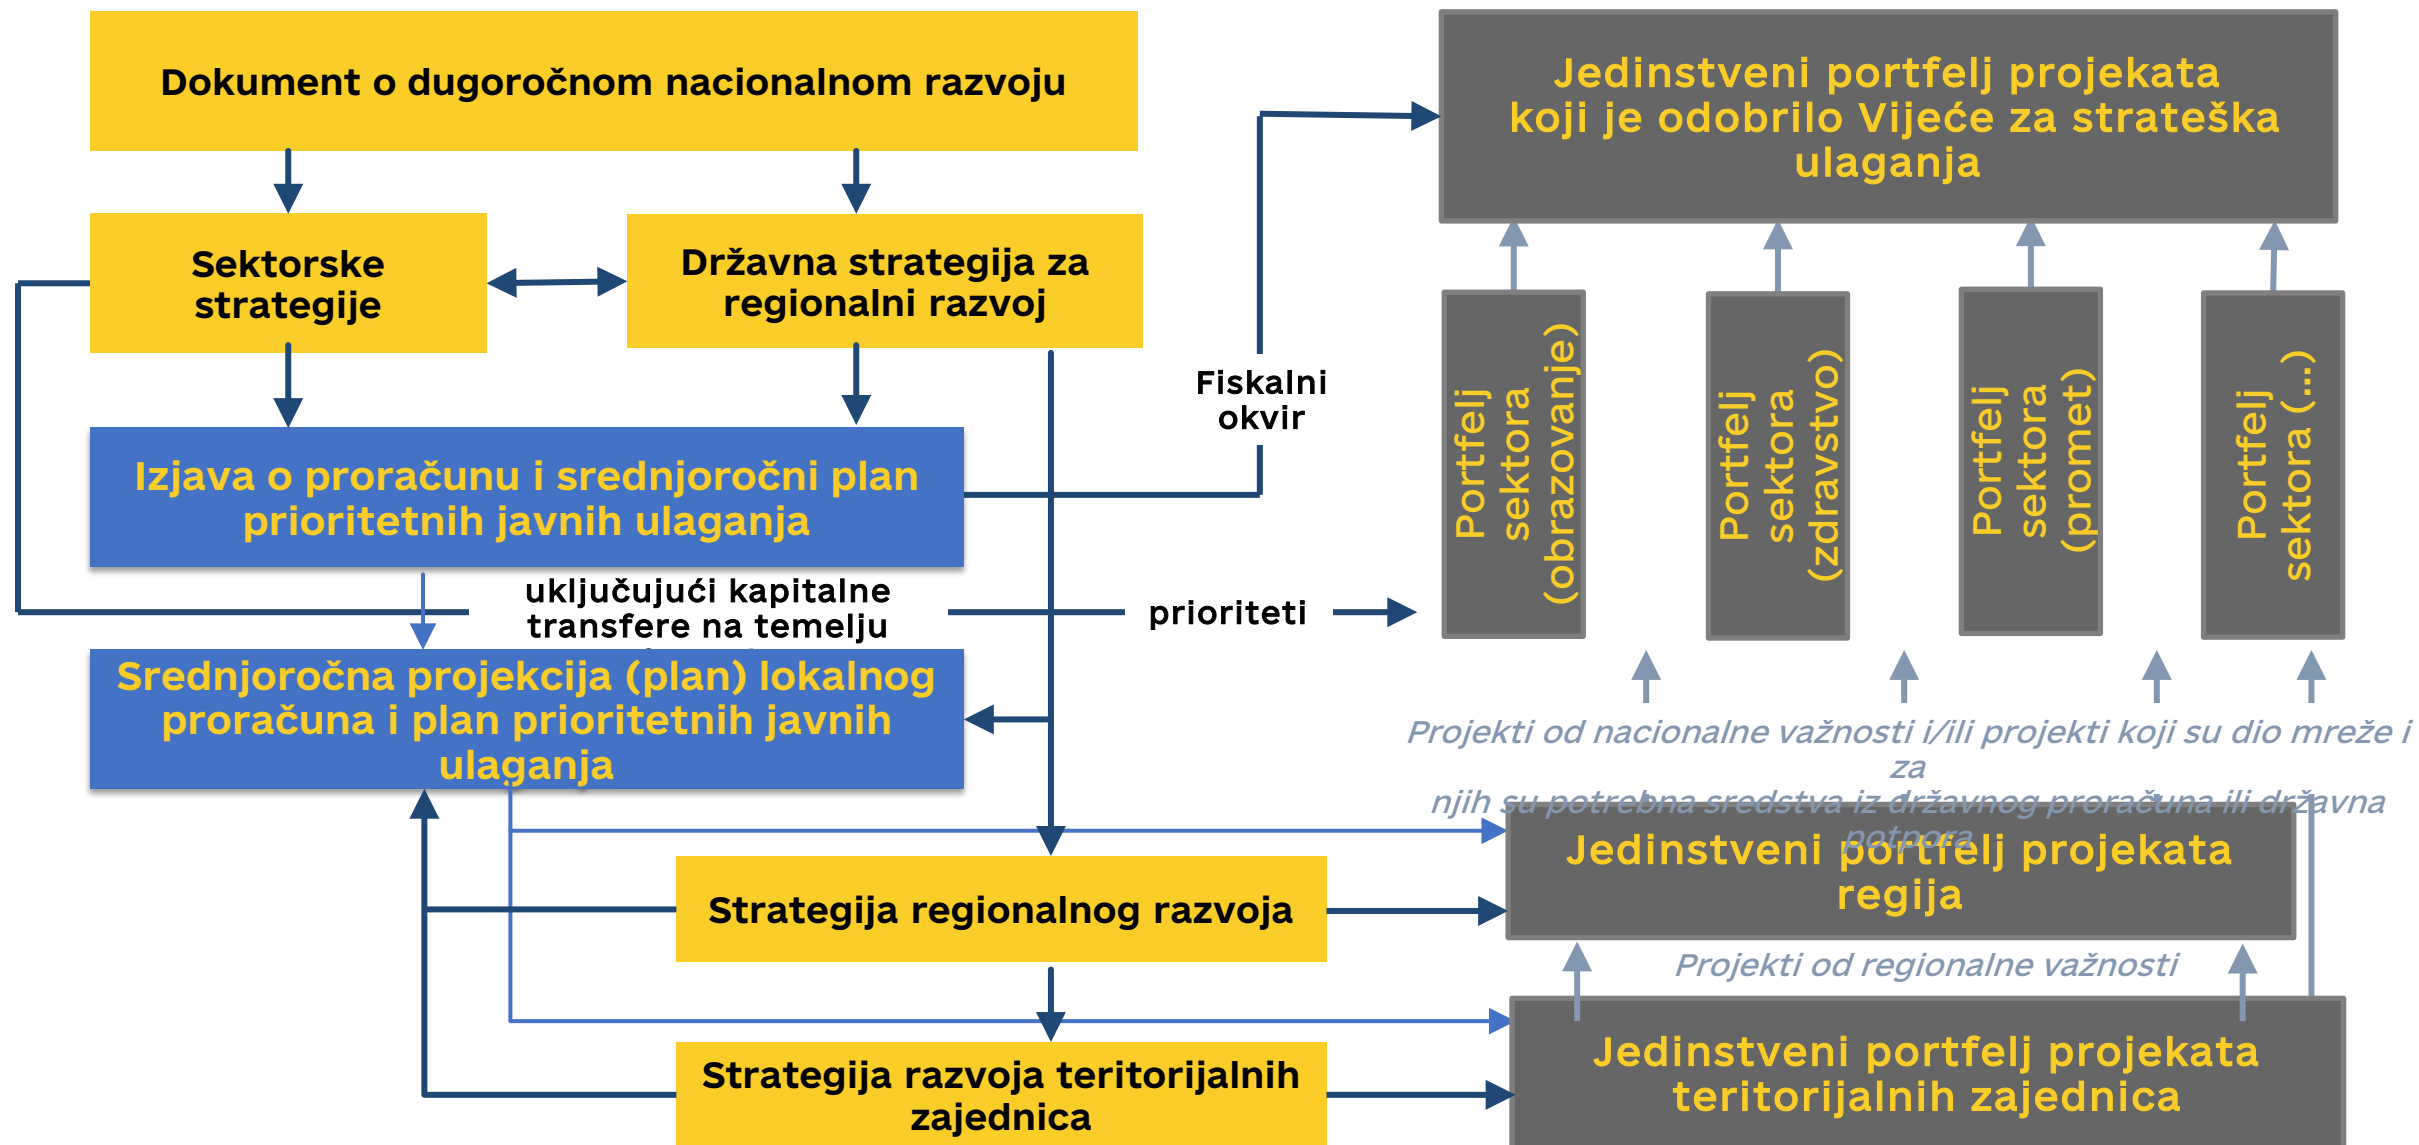 Dokument o dugoročnom nacionalnom razvoju
Jedinstveni portfelj projekata
koji je odobrilo Vijeće za strateška
ulaganja
Sektorske
strategije
Državna strategija za
regionalni razvoj
Fiskalni
okvir
Portfelj
sektora
(obrazovanje)
Portfelj
sektora
(zdravstvo)
Portfelj
sektora
(promet)
Portfelj
sektora (...)
Izjava o proračunu i srednjoročni plan
prioritetnih javnih ulaganja
uključujući kapitalne
transfere na temelju
prioriteti
Srednjoročna projekcija (plan) lokalnog
proračuna i plan prioritetnih javnih
ulaganja
Projekti od nacionalne važnosti i/ili projekti koji su dio mreže i
za
njih su potrebna sredstva iz državnog proračuna ili državna
potpora
Jedinstveni portfelj projekata
regija
Strategija regionalnog razvoja
Projekti od regionalne važnosti
Strategija razvoja teritorijalnih
zajednica
Jedinstveni portfelj projekata
teritorijalnih zajednica